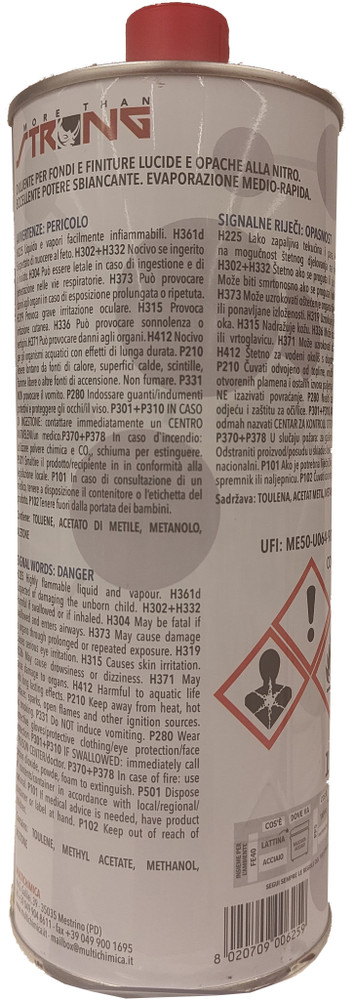 MORE THAN
STRONG
DILUENTE PER FONDI E FINITURE LUCIDE E OPACHE ALLA NITRO.
ECCELLENTE POTERE SBIANCANTE. EVAPORAZIONE MEDIO-RAPIDA.
AVVERTENZE: PERICOLO
H225 Liquido e vapori facilmente infiammabili. H361d
sospettato di nuocere al feto. H302+H332 Nocivo se ingerito
o inalato. H304 Può essere letale in caso di ingestione e di
penetrazione nelle vie respiratorie. H373 Può provocare
danni agli organi in caso di esposizione prolungata o ripetuta.
H319 Provoca grave irritazione oculare. H315 Provoca
irritazione cutanea. H336 Può provocare sonnolenza o
vertigini. H371 Può provocare danni agli organi. H412 Nocivo
per gli organismi acquatici con effetti di lunga durata. P210
Tenere lontano da fonti di calore, superfici calde, scintille,
fiamme libere o altre fonti di accensione. Non fumare. P331
NON provocare il vomito. P280 Indossare guanti/indumenti
protettivi e proteggere gli occhi/il viso. P301+P310 IN CASO
DI INGESTIONE: contattare immediatamente un CENTRO
ANTIVELENI/un medico. P370+P378 In caso d'incendio:
usare polvere chimica e CO₂, schiuma per estinguere.
P501 Smaltire il prodotto/recipiente in conformità alla
regolazione locale. P101 In caso di consultazione di un
medico, tenere a disposizione il contenitore o l'etichetta del
prodotto. P102 Tenere fuori dalla portata dei bambini.
Contiene: TOLUENE, ACETATO DI METILE, METANOLO,
ACETONE
SIGNAL WORDS: DANGER
H225 Highly flammable liquid and vapour. H361d
Suspected of damaging the unborn child. H302+H332
Harmful if swallowed or if inhaled. H304 May be fatal if
swallowed and enters airways. H373 May cause damage
to organs through prolonged or repeated exposure. H319
Causes serious eye irritation. H315 Causes skin irritation.
H336 May cause drowsiness or dizziness. H371 May
cause damage to organs. H412 Harmful to aquatic life
with long lasting effects. P210 Keep away from heat, hot
surfaces, sparks, open flames and other ignition sources.
No smoking. P331 Do NOT induce vomiting. P280 Wear
protective gloves/protective clothing/eye protection/face
protection. P301+P310 IF SWALLOWED: immediately call
a POISON CENTER/doctor. P370+P378 In case of fire: use
dioxide, powde, foam to extinguish. P501 Dispose
contents/container in accordance with local/regional/
P101 If medical advice is needed, have product
container or label at hand. P102 Keep out of reach of
TOLUENE, METHYL ACETATE, METHANOL,
MULTICHIMICA
39, 35035 Mestrino (PD)
049 904 8611 - fax +39 049 900 1695
multichimica.it - mailbox@multichimica.it
SIGNALNE RIJEČI: OPASNOST
H225 Lako zapaljiva tekućina i
na mogućnost štetnog djelovanja
H302+H332 Štetno ako se proguta
Može biti smrtonosno ako se proguta
H373 Može uzrokovati oštećenje organa
ili ponavljane izloženosti. H319
oka. H315 Nadražuje kožu. H336
ili vrtoglavicu. H371 Može uzrokovati
H412 Štetno za vodeni okoliš s
P210 Čuvati odvojeno od topline,
otvorenih plamena i ostalih izvora
NE izazivati povraćanje. P280
odjeću i zaštitu za oči/lice. P301+P310
odmah nazvati CENTAR ZA KONTROLU
P370+P378 U slučaju požara: za
Odstraniti proizvod/posudu u skladu
nacionalni. P101 Ako je potrebna
spremnik ili naljepnicu. P102 Čuvati
Sadržava: TOLUENA, ACETAT METIL,
UFI: ME50-U064
INSIEME PER
L'AMBIENTE
FE40
COS'È
LATTINA
ACCIAIO
DOVE VA
8 020709 006259